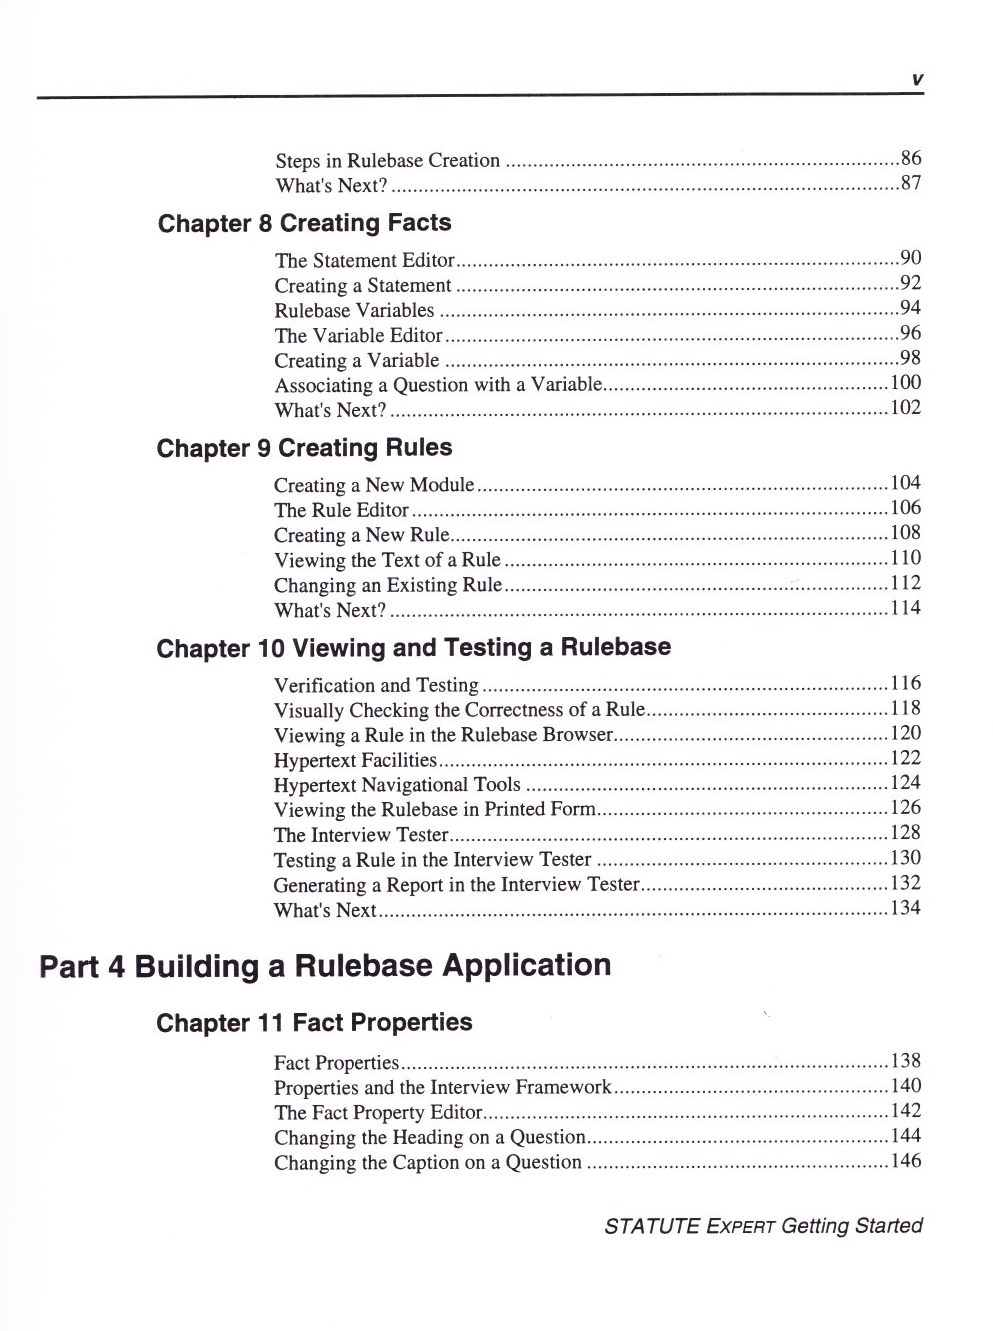 v
Steps in Rulebase Creation ........................................................................86
What's Next? .............................................................................................87
Chapter 8 Creating Facts
The Statement Editor.................................................................................90
Creating a Statement .................................................................................92
Rulebase Variables ....................................................................................94
The Variable Editor...................................................................................96
Creating a Variable ...................................................................................98
Associating a Question with a Variable....................................................100
What's Next? ...........................................................................................102
Chapter 9 Creating Rules
Creating a New Module...........................................................................104
The Rule Editor.......................................................................................106
Creating a New Rule................................................................................108
Viewing the Text of a Rule ......................................................................110
Changing an Existing Rule......................................................................112
What's Next? ...........................................................................................114
Chapter 10 Viewing and Testing a Rulebase
Verification and Testing ..........................................................................116
Visually Checking the Correctness of a Rule............................................118
Viewing a Rule in the Rulebase Browser..................................................120
Hypertext Facilities..................................................................................122
Hypertext Navigational Tools ..................................................................124
Viewing the Rulebase in Printed Form.....................................................126
The Interview Tester................................................................................128
Testing a Rule in the Interview Tester .....................................................130
Generating a Report in the Interview Tester.............................................132
What's Next.............................................................................................134
Part 4 Building a Rulebase Application
Chapter 11 Fact Properties
Fact Properties.........................................................................................138
Properties and the Interview Framework..................................................140
The Fact Property Editor..........................................................................142
Changing the Heading on a Question.......................................................144
Changing the Caption on a Question .......................................................146
STATUTE EXPERT Getting Started